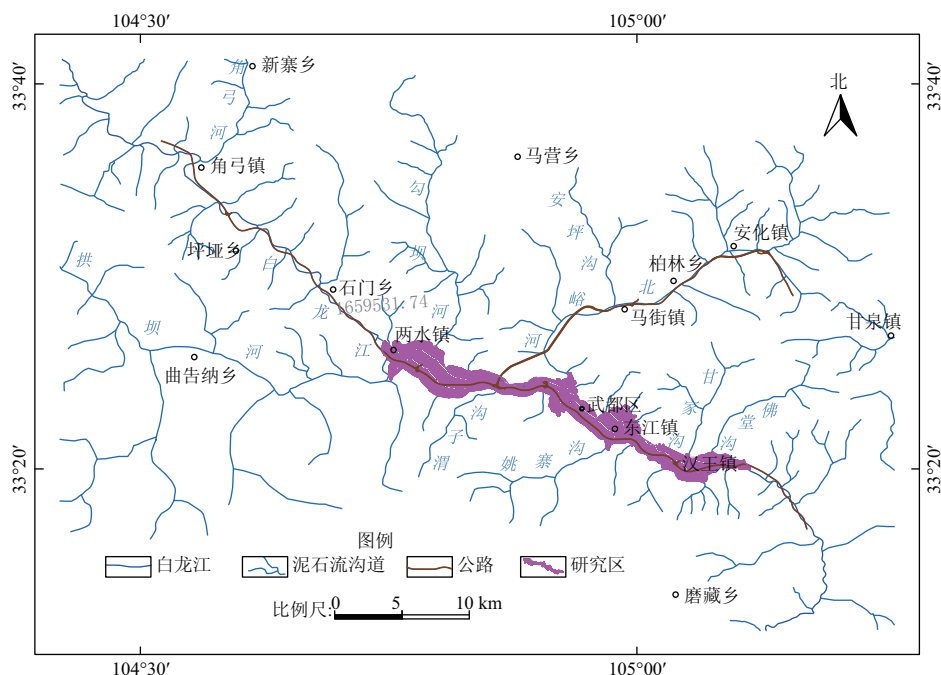 104°30′ 105°00′
33°40′ 33°40′
北
新寨乡
角弓河
角弓镇
马营乡
坪垭乡
安化镇
柏林乡
石门乡
1659531.74
马街镇
甘泉镇
两水镇
曲告纳乡
武都区
东江镇
汉王镇
磨藏乡
拱坝河
白龙江
勾坝河
安坪沟
北峪河
甘家沟
佛堂沟
渭子沟
姚寨沟
33°20′ 33°20′
图例
白龙江 泥石流沟道 公路 研究区
比例尺: 0 5 10 km
104°30′ 105°00′